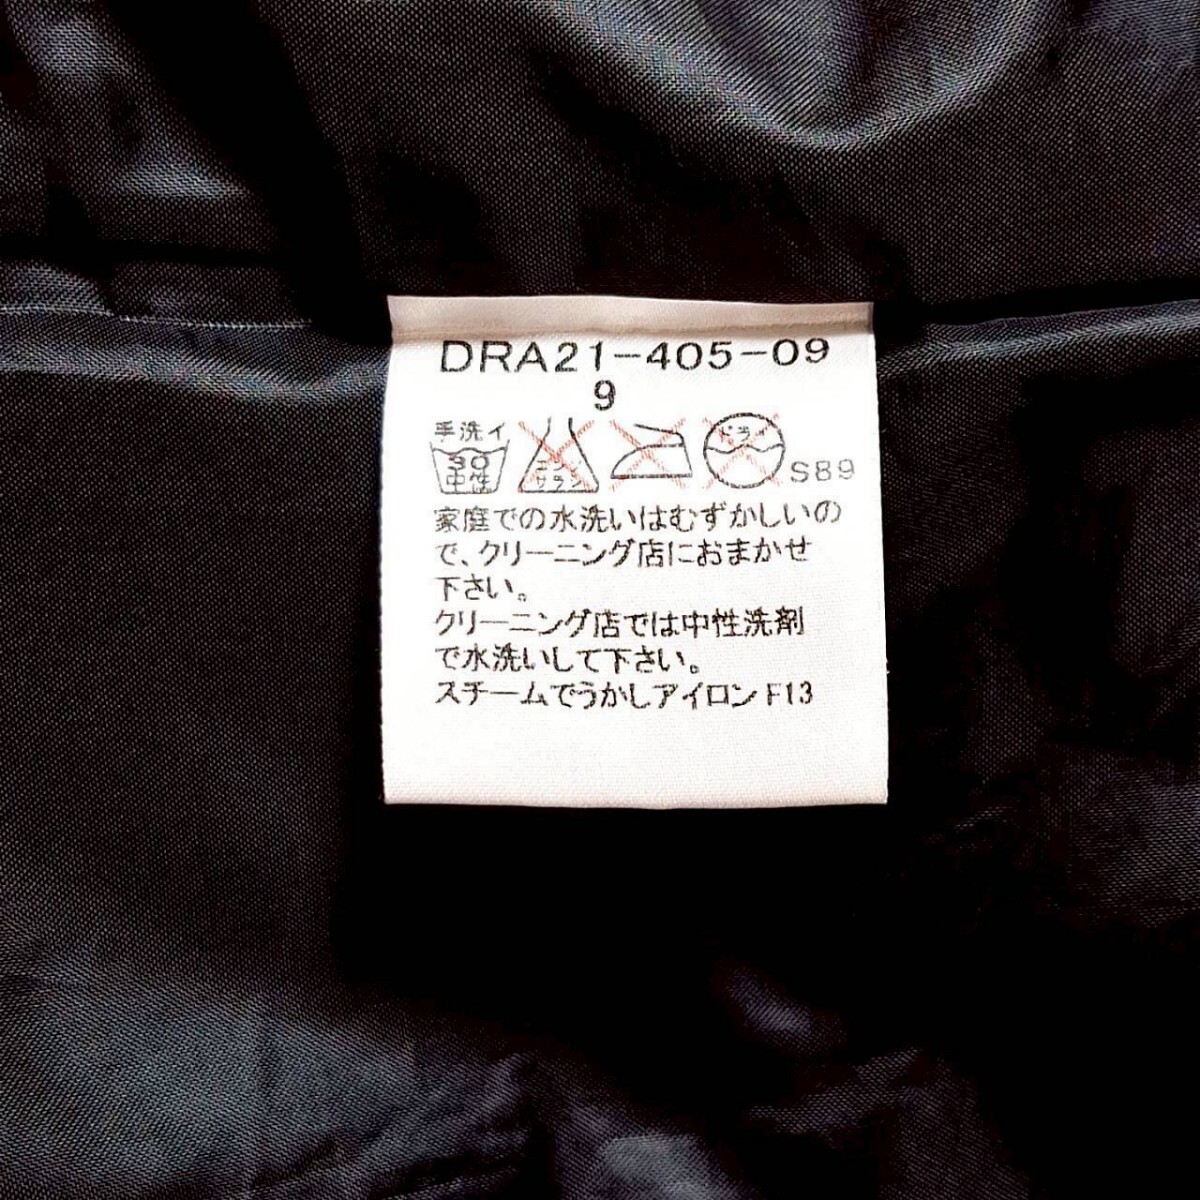 DRA21-405-09
9
手洗イ
30
中性
エンソ
サラシ
ドライ
S89
家庭での水洗いはむずかしいの
で、クリーニング店におまかせ
下さい。
クリーニング店では中性洗剤
で水洗いして下さい。
スチームでうかしアイロンF13